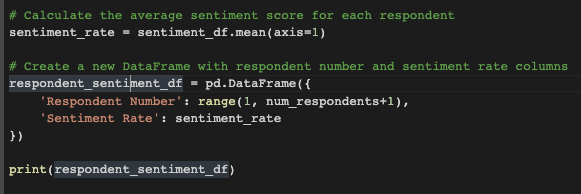 # Calculate the average sentiment score for each respondent
sentiment_rate = sentiment_df.mean(axis=1)

# Create a new DataFrame with respondent number and sentiment rate columns
respondent_sentiment_df = pd.DataFrame({
    'Respondent Number': range(1, num_respondents+1),
    'Sentiment Rate': sentiment_rate
})

print(respondent_sentiment_df)